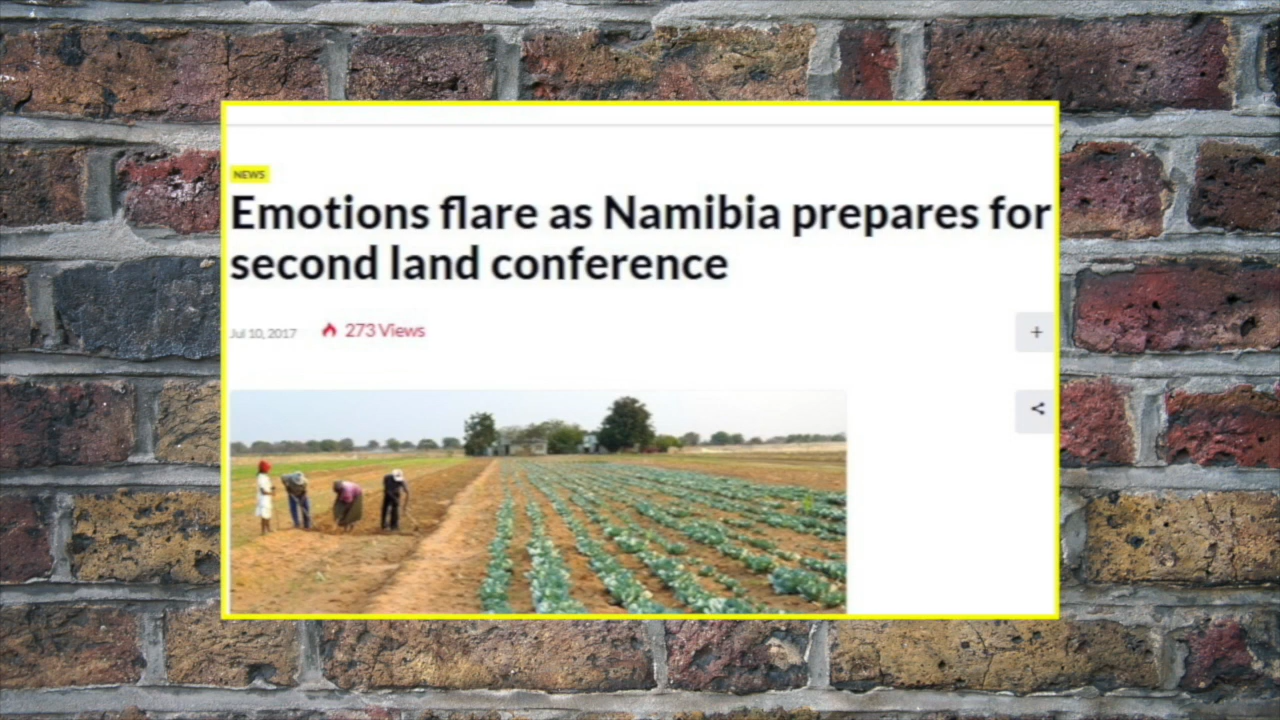 NEWS
Emotions flare as Namibia prepares for
second land conference
Jul 10, 2017 273 Views